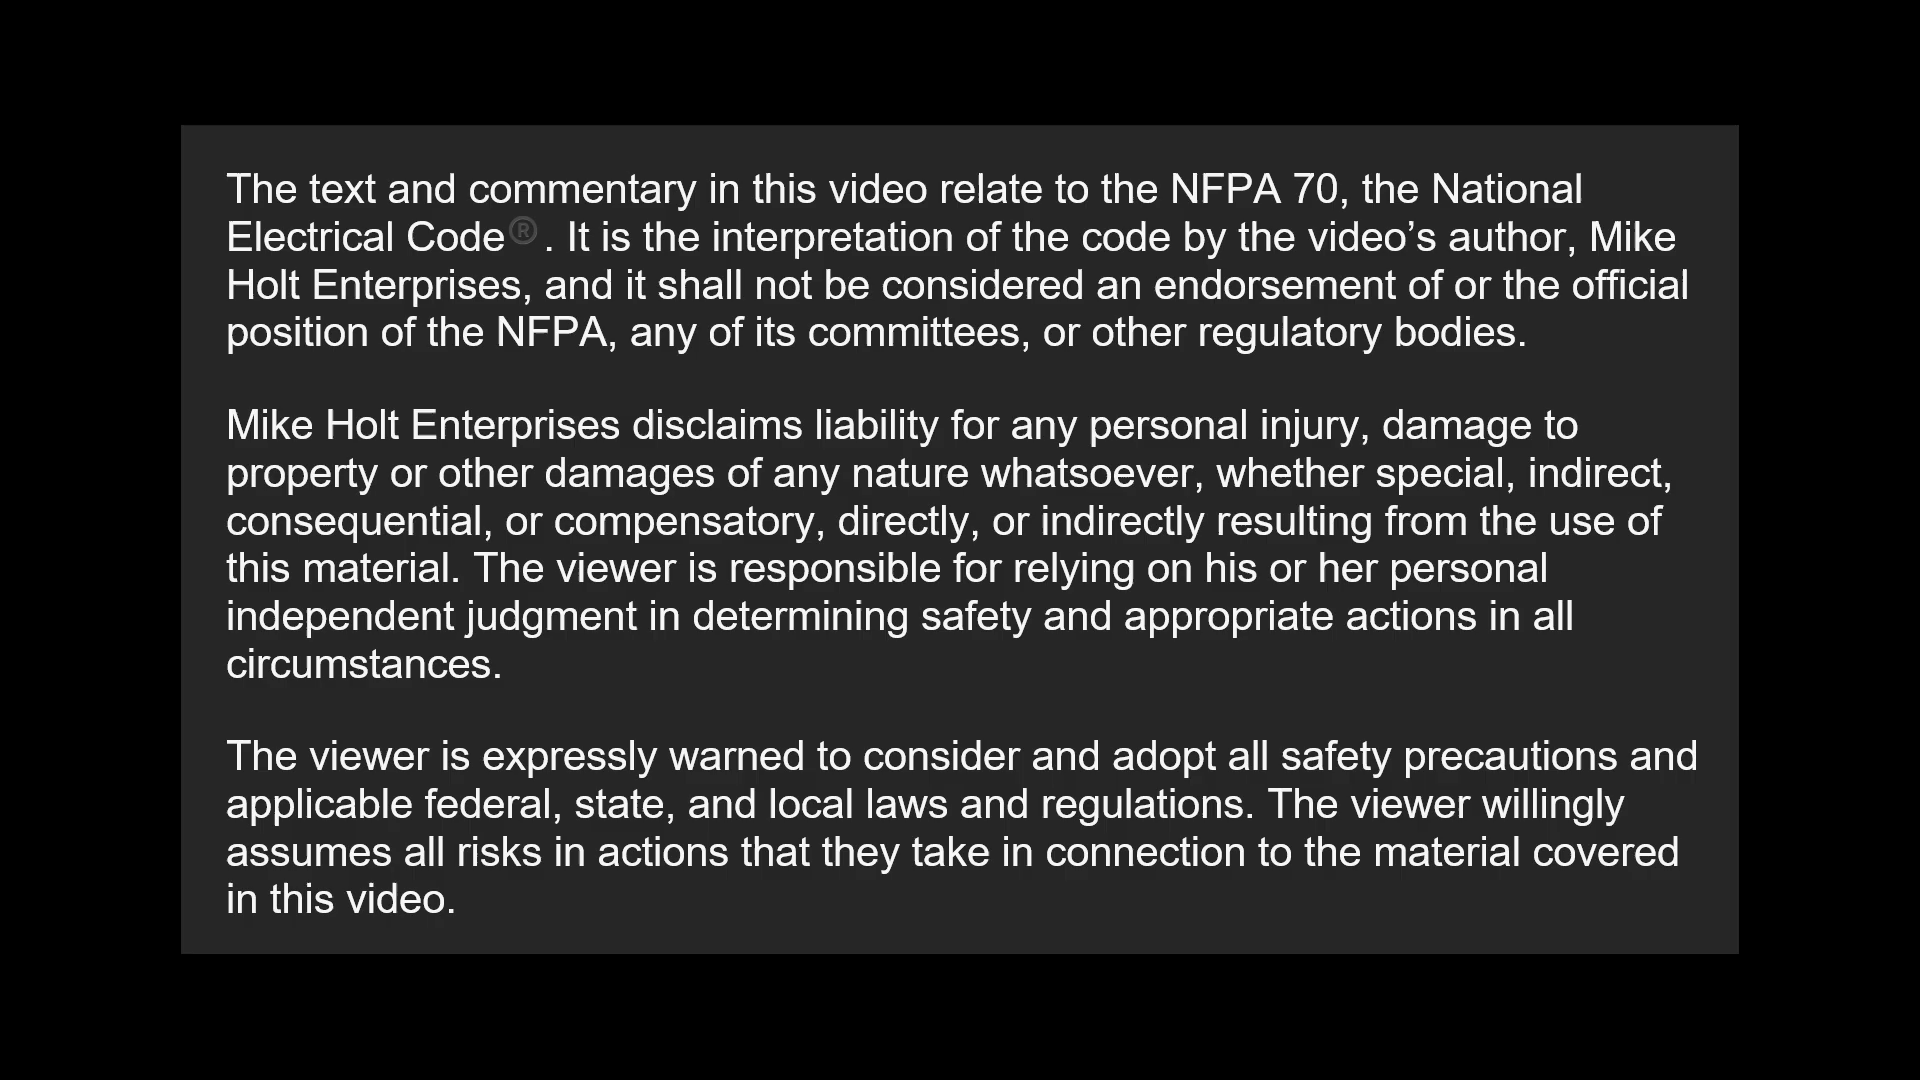 The text and commentary in this video relate to the NFPA 70, the National
Electrical Code® . It is the interpretation of the code by the video’s author, Mike
Holt Enterprises, and it shall not be considered an endorsement of or the official
position of the NFPA, any of its committees, or other regulatory bodies.
Mike Holt Enterprises disclaims liability for any personal injury, damage to
property or other damages of any nature whatsoever, whether special, indirect,
consequential, or compensatory, directly, or indirectly resulting from the use of
this material. The viewer is responsible for relying on his or her personal
independent judgment in determining safety and appropriate actions in all
circumstances.
The viewer is expressly warned to consider and adopt all safety precautions and
applicable federal, state, and local laws and regulations. The viewer willingly
assumes all risks in actions that they take in connection to the material covered
in this video.